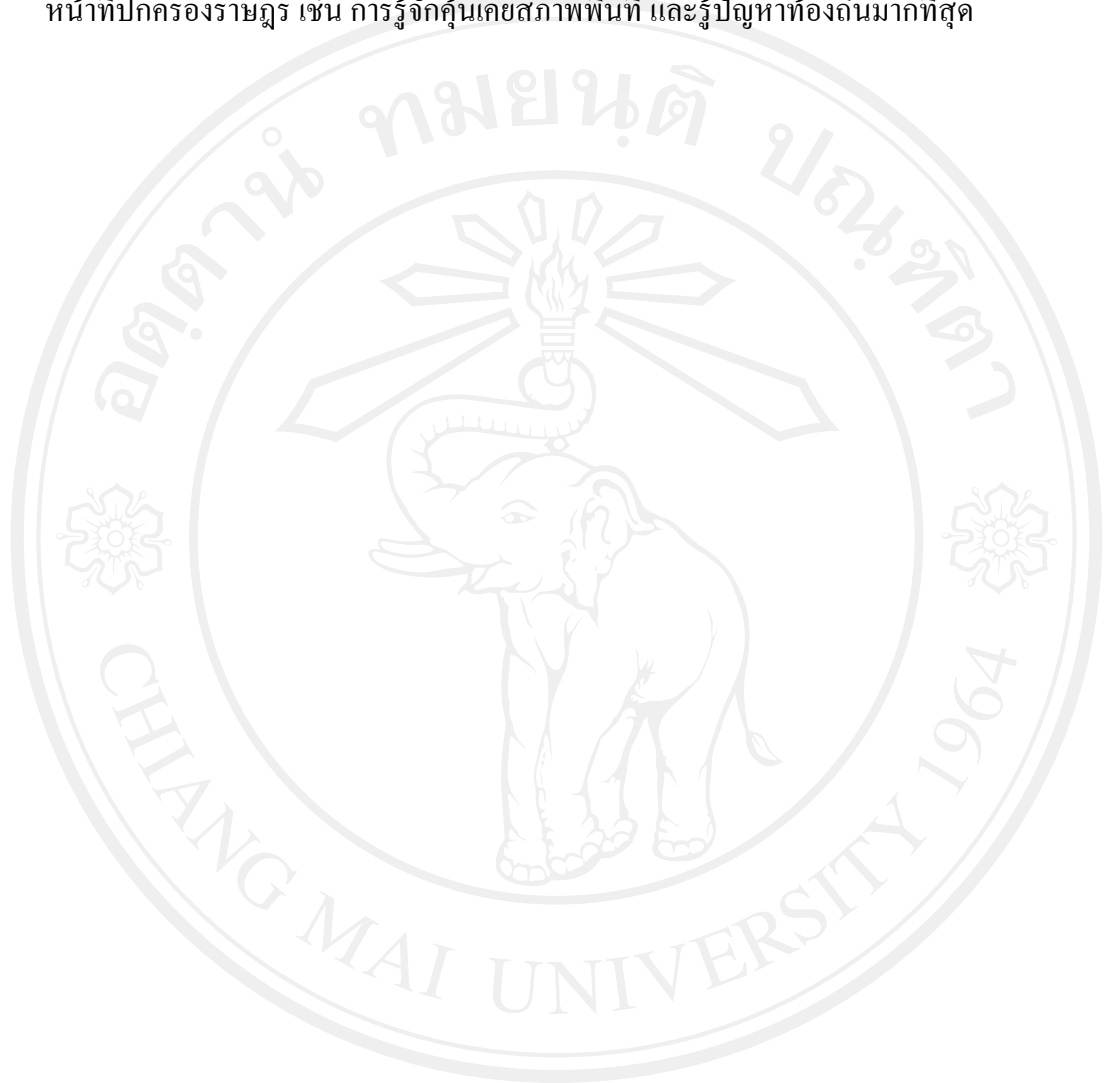 หน้าที่ปกครองราษฎร เช่น การรู้จักคุ้นเคยสภาพพื้นที่ และรู้ปัญหาท้องถิ่นมากที่สุด
อตฺตานํ ทมยนฺติ ปณฺฑิตา
CHIANG MAI UNIVERSITY 1964